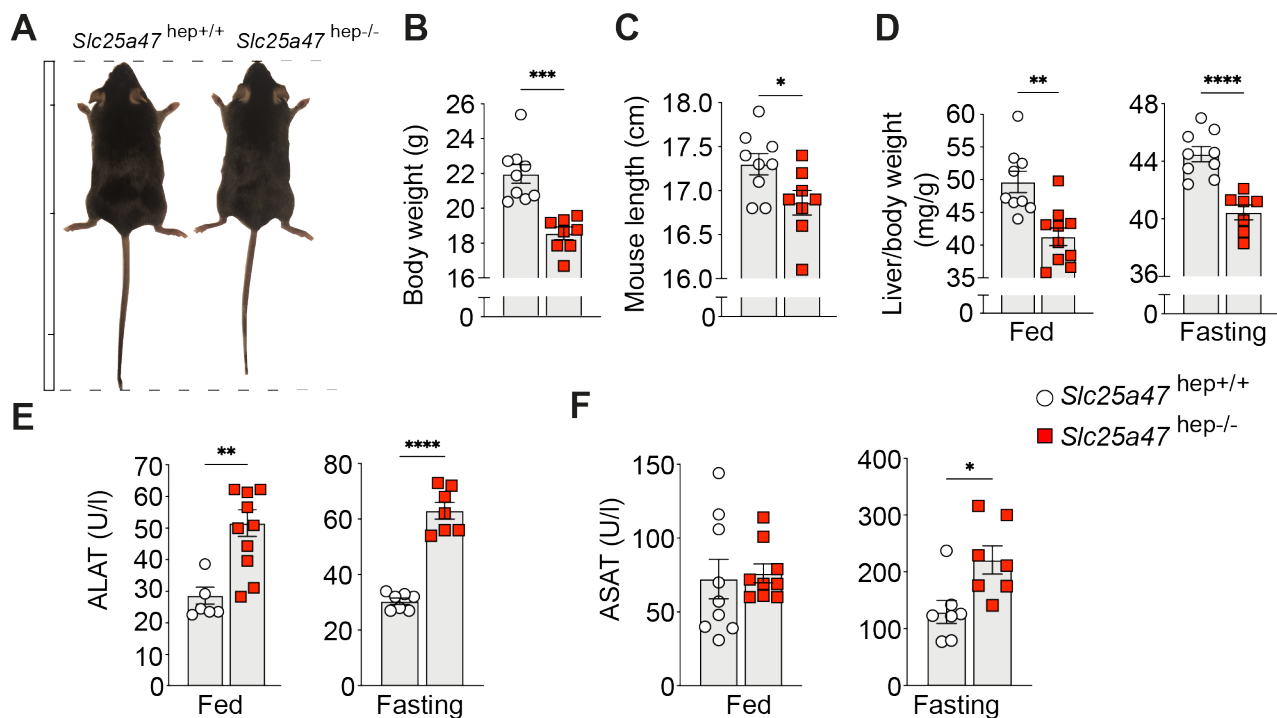 A
Slc25a47 hep+/+ Slc25a47 hep-/-
B
***
Body weight (g)
26
24
22
20
18
16
0
C
*
Mouse length (cm)
18.0
17.5
17.0
16.5
16.0
0
D
**
Liver/body weight
(mg/g)
60
55
50
45
40
35
0
Fed
****
48
44
40
36
0
Fasting
Slc25a47 hep+/+
Slc25a47 hep-/-
E
**
ALAT (U/l)
70
60
50
40
30
20
10
0
Fed
****
80
60
40
20
0
Fasting
F
ASAT (U/l)
150
100
50
0
Fed
*
400
300
200
100
0
Fasting